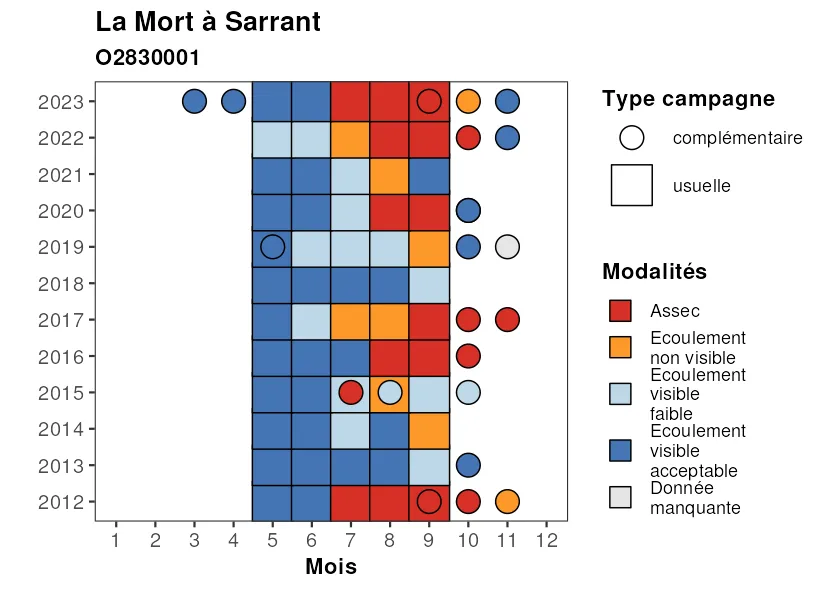 La Mort à Sarrant
O2830001
2023
2022
2021
2020
2019
2018
2017
2016
2015
2014
2013
2012
1 2 3 4 5 6 7 8 9 10 11 12
Mois
Type campagne
complémentaire
usuelle
Modalités
Assec
Ecoulement
non visible
Ecoulement
visible
faible
Ecoulement
visible
acceptable
Donnée
manquante